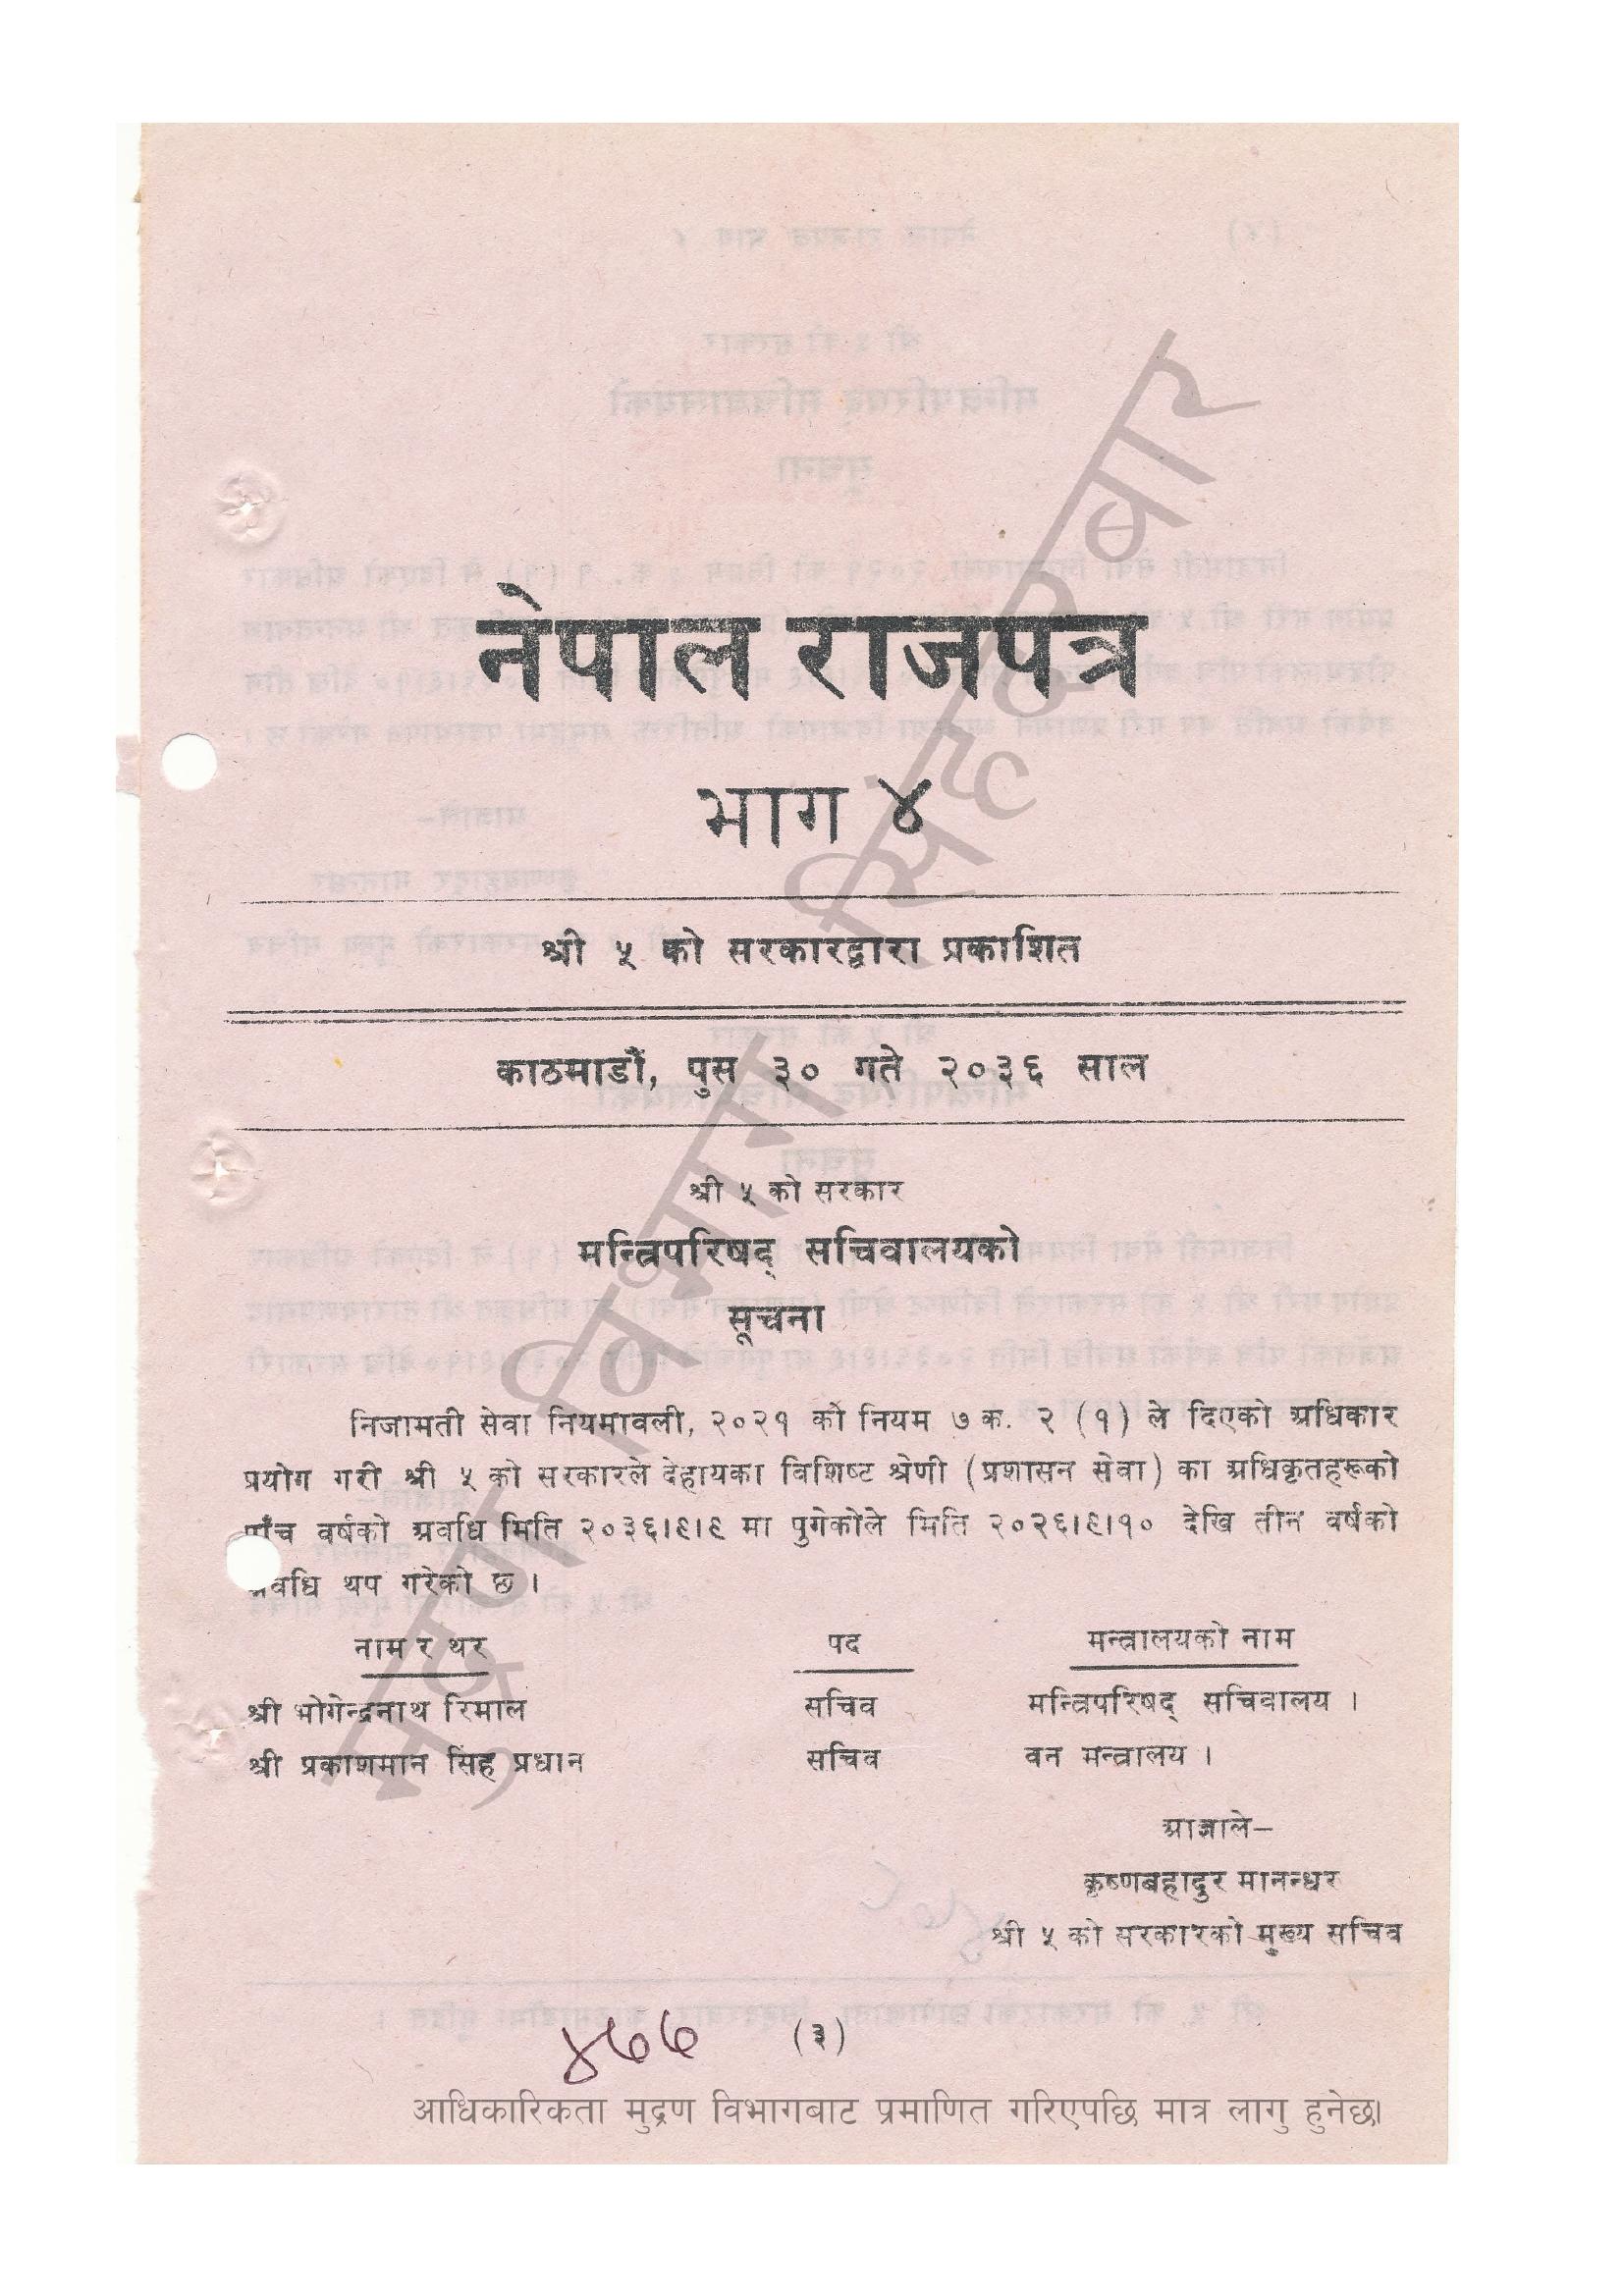 नेपाल राजपत्र
भाग ४
श्री ५ को सरकारद्वारा प्रकाशित
काठमाडौं, पुस ३० गते २०३६ साल
श्री ५ को सरकार
मन्त्रिपरिषद् सचिवालयको
सूचना
निजामती सेवा नियमावली, २०२१ को नियम ७ क. २ (१) ले दिएको अधिकार
प्रयोग गरी श्री ५ को सरकारले देहायका विशिष्ट श्रेणी (प्रशासन सेवा) का अधिकृतहरूको
पाँच वर्षको अवधि मिति २०३६।९।९ मा पुगेकोले मिति २०२६।९।१० देखि तीन वर्षको
अवधि थप गरेको छ ।
नाम र थर पद मन्त्रालयको नाम
श्री भोगेन्द्रनाथ रिमाल सचिव मन्त्रिपरिषद् सचिवालय ।
श्री प्रकाशमान सिंह प्रधान सचिव वन मन्त्रालय ।
आज्ञाले–
कृष्णबहादुर मानन्धर
श्री ५ को सरकारको मुख्य सचिव
४७७ (३)
मुद्रण विभाग सिंहदरवार
आधिकारिकता मुद्रण विभागबाट प्रमाणित गरिएपछि मात्र लागु हुनेछ।